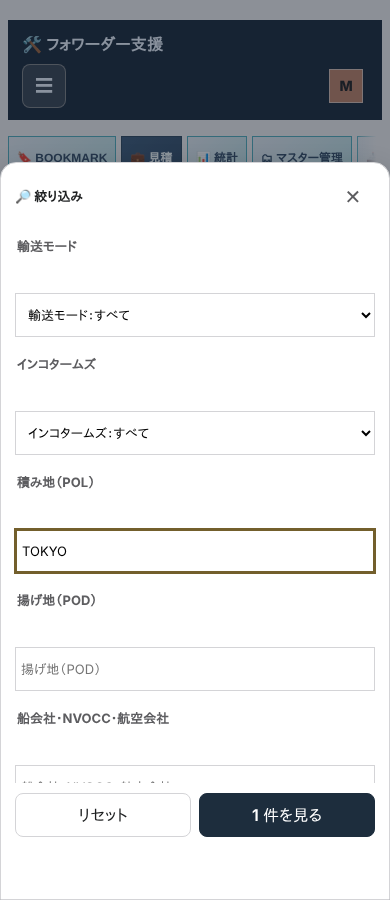 🛠️ フォワーダー支援
☰
M
🔖 BOOKMARK
💼 見積
📊 統計
🗂 マスター管理
🔎 絞り込み
✕
輸送モード
輸送モード：すべて
インコタームズ
インコタームズ：すべて
積み地（POL）
TOKYO
揚げ地（POD）
揚げ地（POD）
船会社・NVOCC・航空会社
リセット
1 件を見る